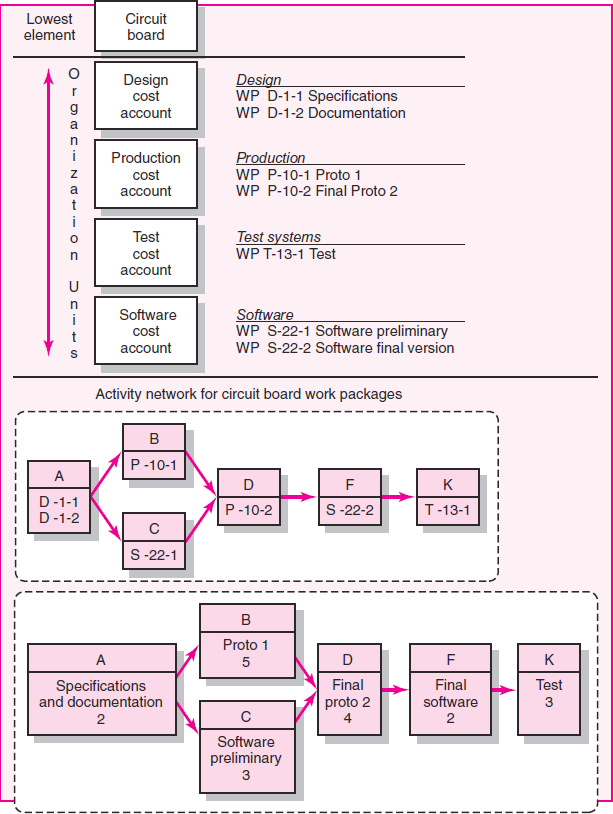 Lowest
element
Circuit
board
Organization Units
Design
cost
account
Design
WP D-1-1 Specifications
WP D-1-2 Documentation
Production
cost
account
Production
WP P-10-1 Proto 1
WP P-10-2 Final Proto 2
Test
cost
account
Test systems
WP T-13-1 Test
Software
cost
account
Software
WP S-22-1 Software preliminary
WP S-22-2 Software final version
Activity network for circuit board work packages
A
D -1-1
D -1-2
B
P -10-1
C
S -22-1
D
P -10-2
F
S -22-2
K
T -13-1
A
Specifications
and documentation
2
B
Proto 1
5
C
Software
preliminary
3
D
Final
proto 2
4
F
Final
software
2
K
Test
3